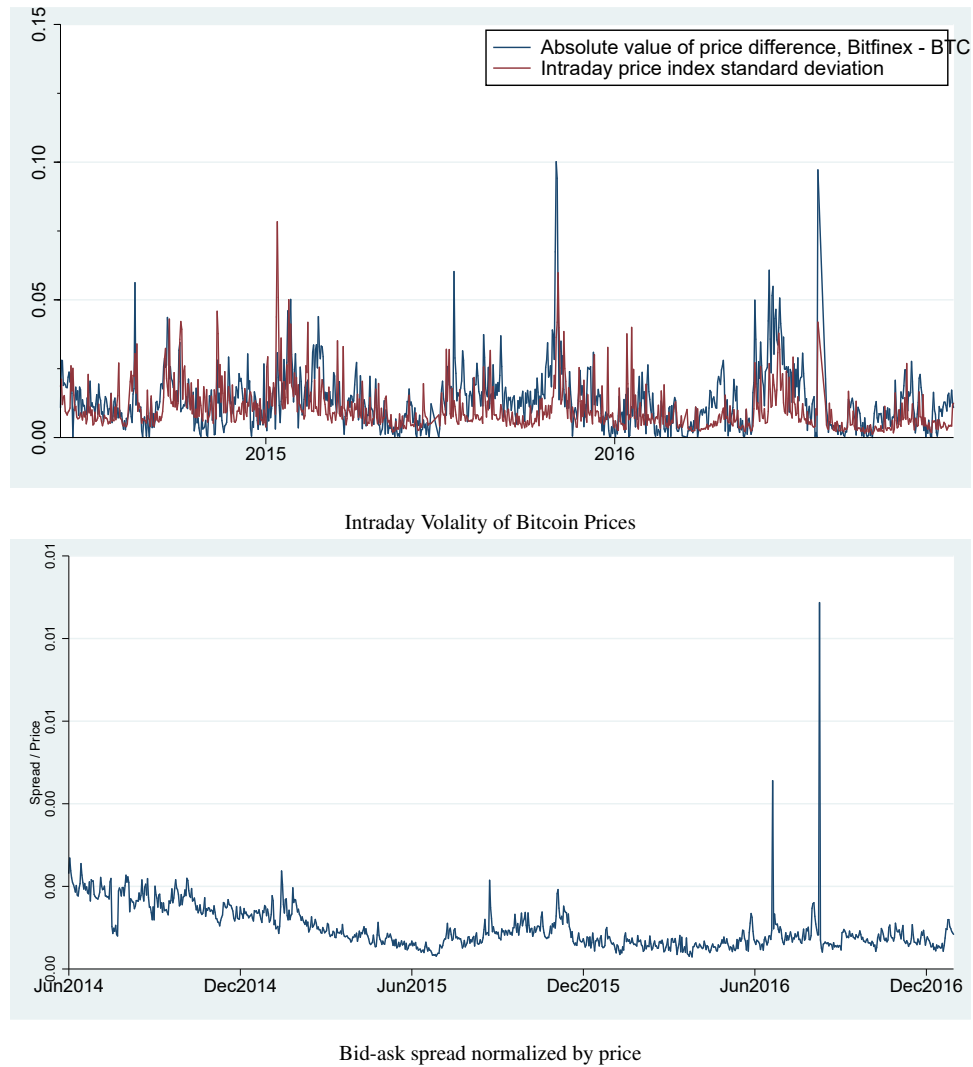 0.15
Absolute value of price difference, Bitfinex - BTC
Intraday price index standard deviation
0.10
0.05
0.00
2015 2016
Intraday Volality of Bitcoin Prices
0.01
0.01
0.01
Spread / Price
0.00
0.00
0.00
Jun2014 Dec2014 Jun2015 Dec2015 Jun2016 Dec2016
Bid-ask spread normalized by price